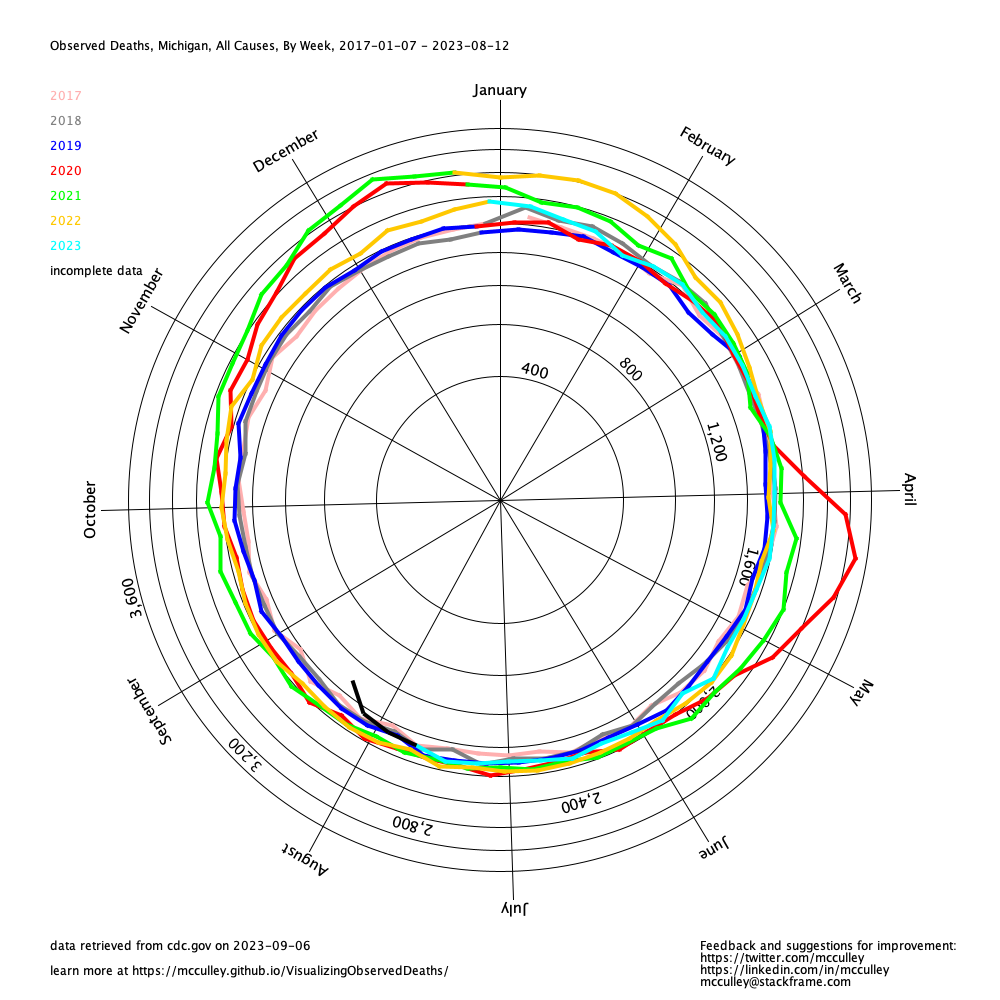 Observed Deaths, Michigan, All Causes, By Week, 2017-01-07 - 2023-08-12
January
2017
2018
2019
2020
2021
2022
2023
incomplete data
December
February
November
March
400
800
1,200
October
April
1,600
3,600
May
September
3,200
2,400
2,800
June
August
July
data retrieved from cdc.gov on 2023-09-06
learn more at https://mcculley.github.io/VisualizingObservedDeaths/
Feedback and suggestions for improvement:
https://twitter.com/mcculley
https://linkedin.com/in/mcculley
mcculley@stackframe.com